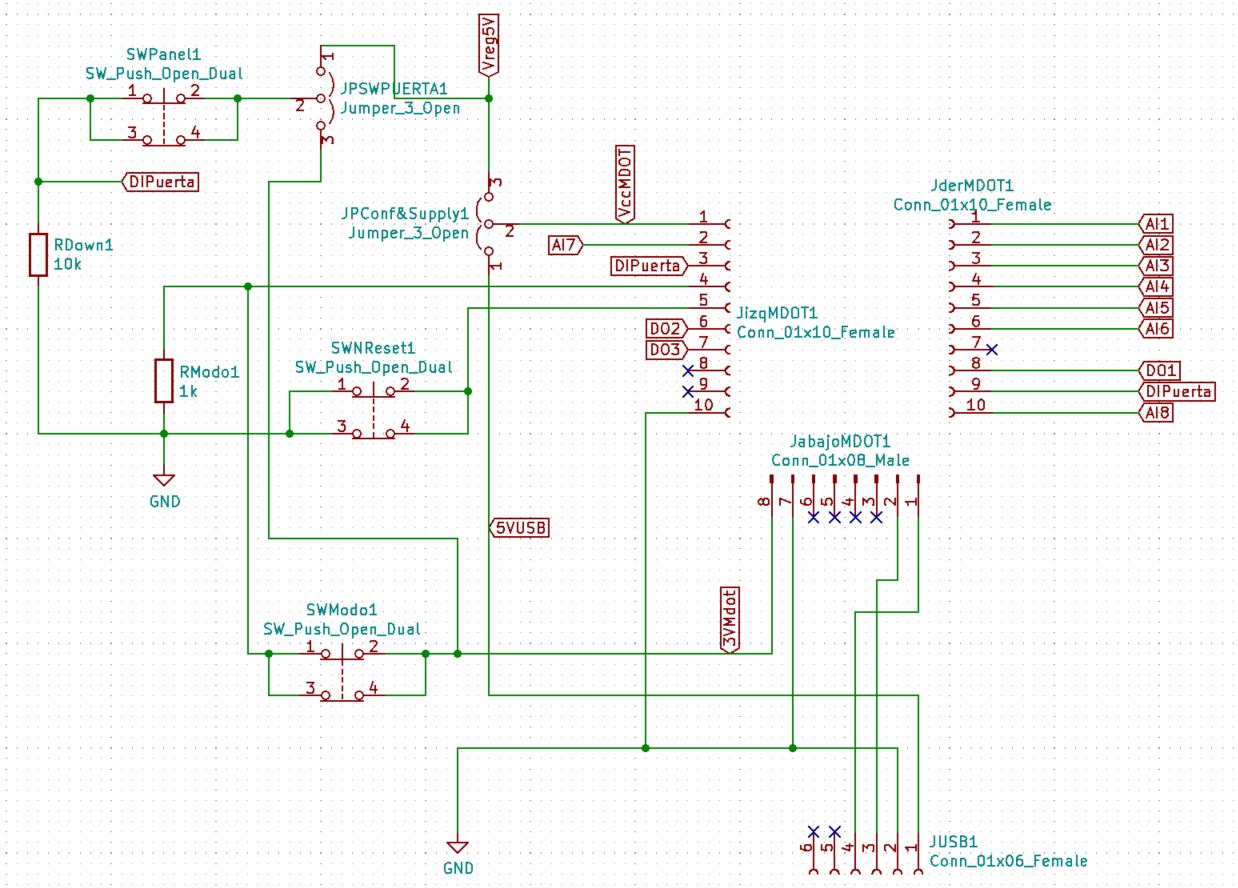 Vreg5V
SWPanel1
SW_Push_Open_Dual
1
2
3
4
1
2
3
JPSWPUERTA1
Jumper_3_Open
DIPuerta
RDown1
10k
3
2
1
JPConf&Supply1
Jumper_3_Open
VccMDOT
AI7
DIPuerta
DO2
DO3
1
2
3
4
5
6
7
8
9
10
JizqMDOT1
Conn_01x10_Female
JderMDOT1
Conn_01x10_Female
1
2
3
4
5
6
7
8
9
10
AI1
AI2
AI3
AI4
AI5
AI6
DO1
DIPuerta
AI8
RModo1
1k
SWNReset1
SW_Push_Open_Dual
1
2
3
4
GND
JabajoMDOT1
Conn_01x08_Male
8
7
6
5
4
3
2
1
5VUSB
3VMdot
SWModo1
SW_Push_Open_Dual
1
2
3
4
GND
6
5
4
3
2
1
JUSB1
Conn_01x06_Female